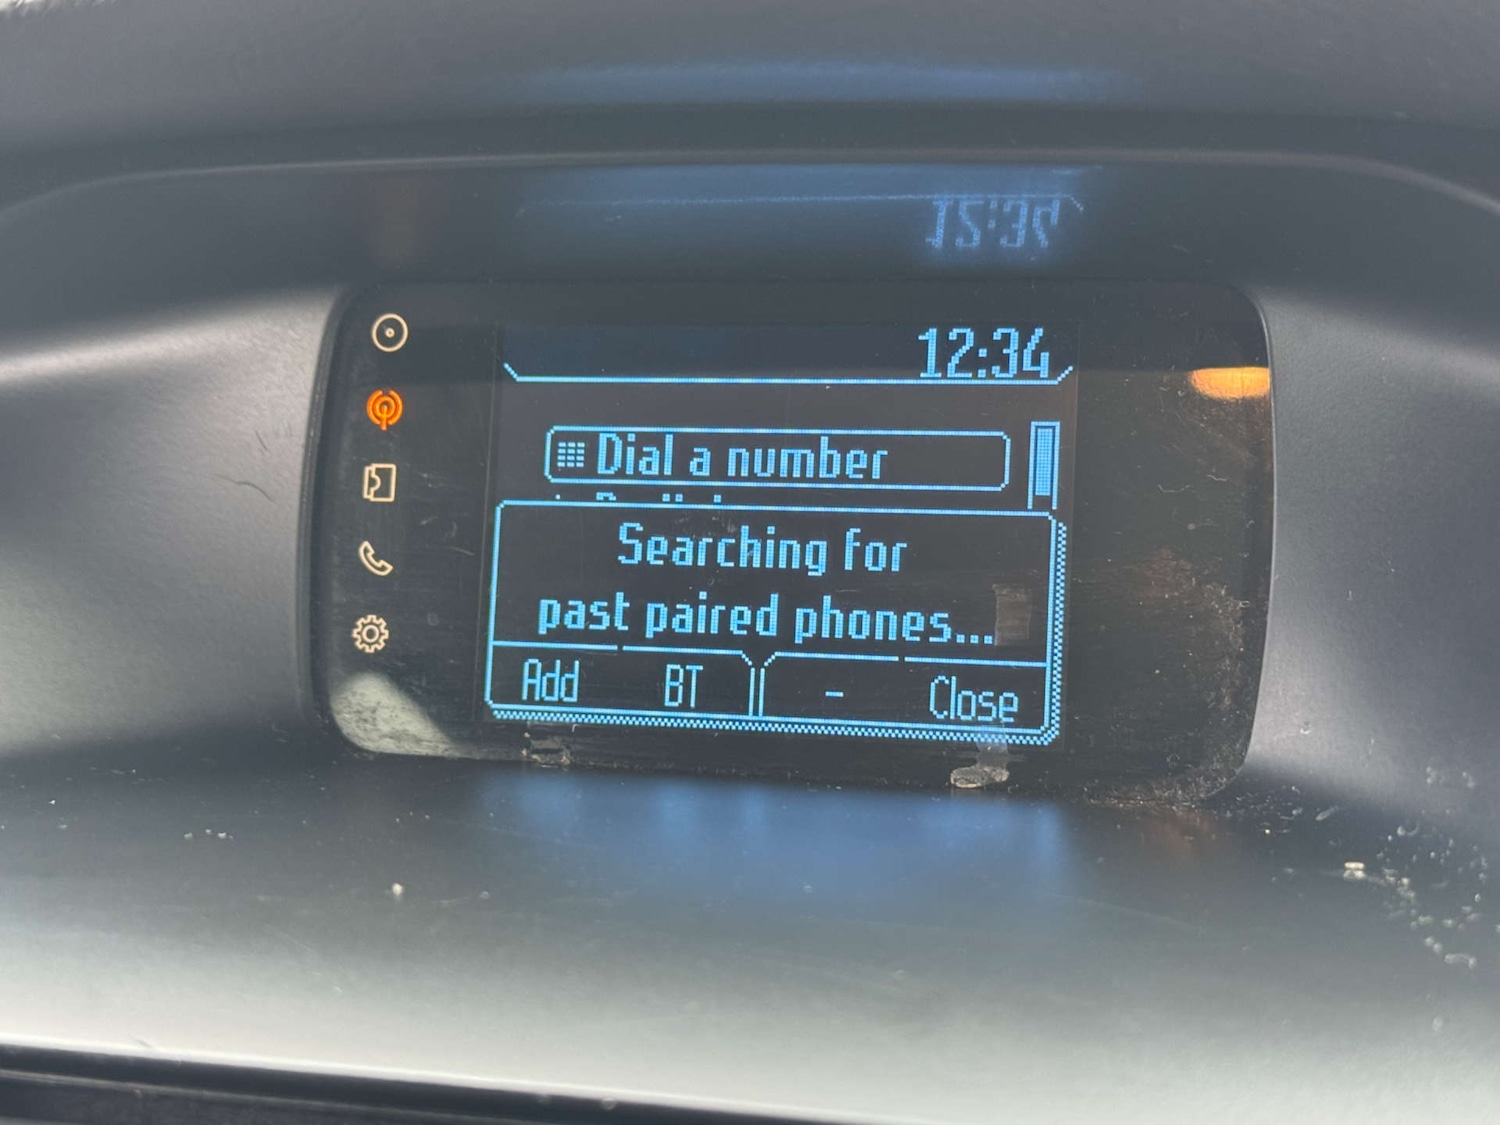 12:34
Dial a number
Searching for
past paired phones...
Add BT - Close